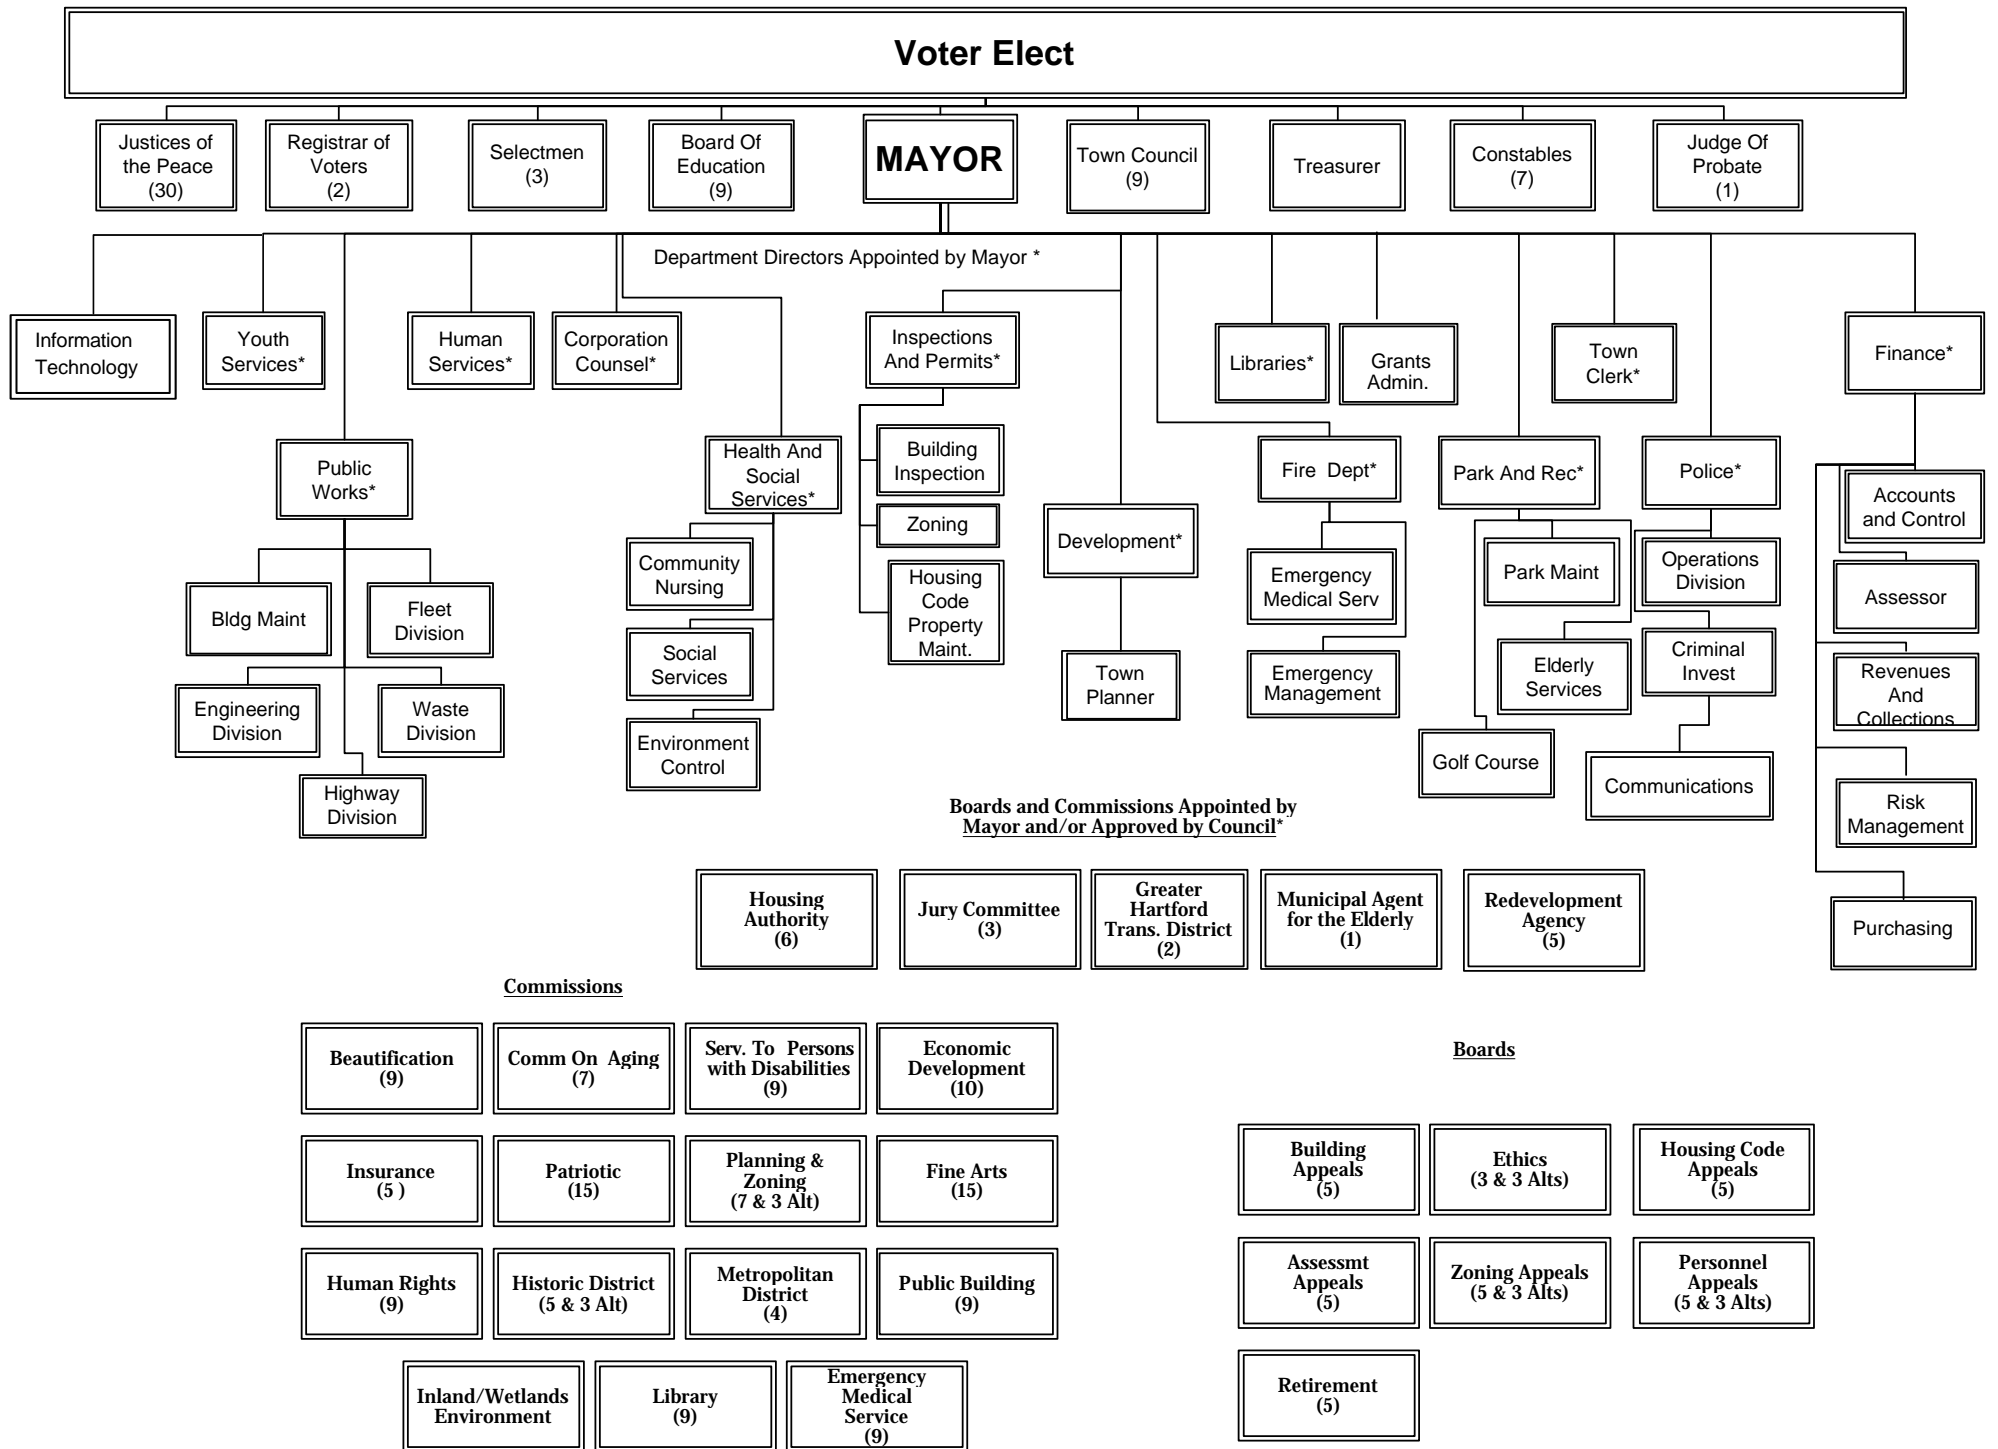 Voter Elect
Justices of
the Peace
(30)
Registrar of
Voters
(2)
Selectmen
(3)
Board Of
Education
(9)
MAYOR
Town Council
(9)
Treasurer
Constables
(7)
Judge Of
Probate
(1)
Department Directors Appointed by Mayor *
Information
Technology
Youth
Services*
Human
Services*
Corporation
Counsel*
Inspections
And Permits*
Libraries*
Grants
Admin.
Town
Clerk*
Finance*
Public
Works*
Health And
Social
Services*
Building
Inspection
Zoning
Housing
Code
Property
Maint.
Development*
Town
Planner
Fire Dept*
Emergency
Medical Serv
Emergency
Management
Park And Rec*
Park Maint
Elderly
Services
Golf Course
Police*
Operations
Division
Criminal
Invest
Communications
Accounts
and Control
Assessor
Revenues
And
Collections
Risk
Management
Purchasing
Bldg Maint
Fleet
Division
Engineering
Division
Waste
Division
Highway
Division
Community
Nursing
Social
Services
Environment
Control
Boards and Commissions Appointed by
Mayor and/or Approved by Council*
Housing
Authority
(6)
Jury Committee
(3)
Greater
Hartford
Trans. District
(2)
Municipal Agent
for the Elderly
(1)
Redevelopment
Agency
(5)
Commissions
Beautification
(9)
Comm On Aging
(7)
Serv. To Persons
with Disabilities
(9)
Economic
Development
(10)
Insurance
(5 )
Patriotic
(15)
Planning &
Zoning
(7 & 3 Alt)
Fine Arts
(15)
Human Rights
(9)
Historic District
(5 & 3 Alt)
Metropolitan
District
(4)
Public Building
(9)
Inland/Wetlands
Environment
Library
(9)
Emergency
Medical
Service
(9)
Boards
Building
Appeals
(5)
Ethics
(3 & 3 Alts)
Housing Code
Appeals
(5)
Assessmt
Appeals
(5)
Zoning Appeals
(5 & 3 Alts)
Personnel
Appeals
(5 & 3 Alts)
Retirement
(5)